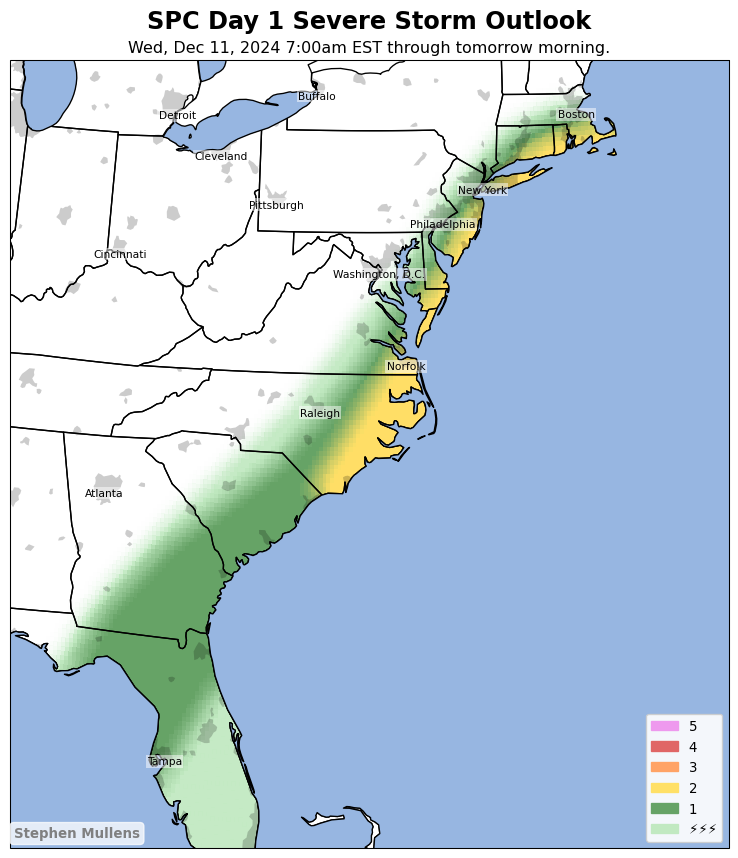 SPC Day 1 Severe Storm Outlook
Wed, Dec 11, 2024 7:00am EST through tomorrow morning.
Buffalo
Detroit
Boston
Cleveland
New York
Pittsburgh
Philadelphia
Cincinnati
Washington, D.C.
Norfolk
Raleigh
Atlanta
Tampa
5
4
3
2
1
⚡⚡⚡
Stephen Mullens